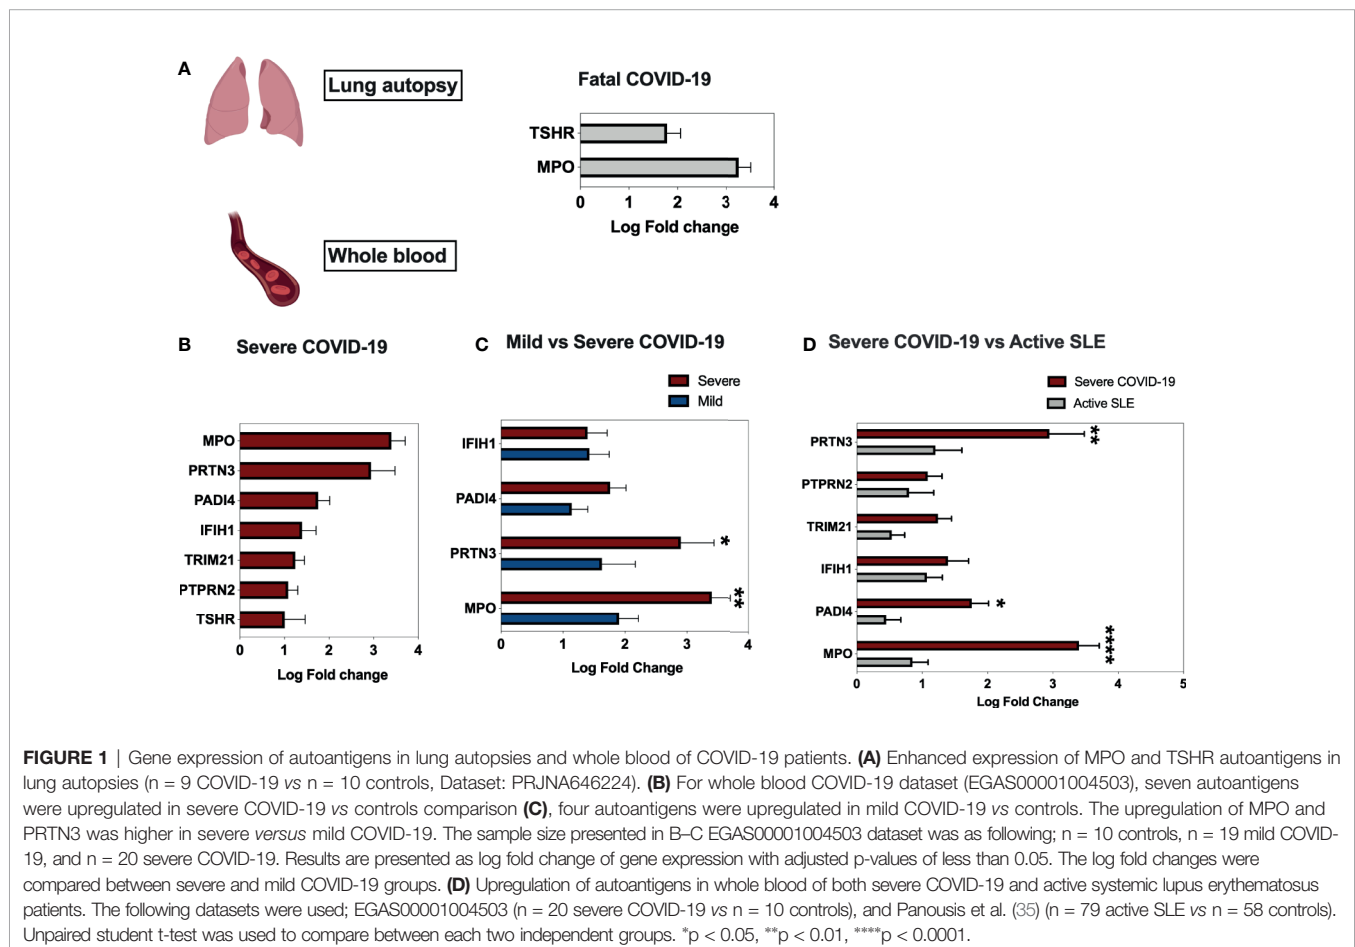 A
Lung autopsy
Fatal COVID-19
TSHR
MPO
0 1 2 3 4
Log Fold change
Whole blood
B Severe COVID-19
MPO
PRTN3
PADI4
IFIH1
TRIM21
PTPRN2
TSHR
0 1 2 3 4
Log Fold change
C Mild vs Severe COVID-19
Severe
Mild
IFIH1
PADI4
PRTN3 *
MPO **
0 1 2 3 4
Log Fold Change
D Severe COVID-19 vs Active SLE
Severe COVID-19
Active SLE
PRTN3 **
PTPRN2
TRIM21
IFIH1
PADI4 *
MPO ****
0 1 2 3 4 5
Log Fold Change
FIGURE 1 | Gene expression of autoantigens in lung autopsies and whole blood of COVID-19 patients. (A) Enhanced expression of MPO and TSHR autoantigens in
lung autopsies (n = 9 COVID-19 vs n = 10 controls, Dataset: PRJNA646224). (B) For whole blood COVID-19 dataset (EGAS00001004503), seven autoantigens
were upregulated in severe COVID-19 vs controls comparison (C), four autoantigens were upregulated in mild COVID-19 vs controls. The upregulation of MPO and
PRTN3 was higher in severe versus mild COVID-19. The sample size presented in B–C EGAS00001004503 dataset was as following; n = 10 controls, n = 19 mild COVID-
19, and n = 20 severe COVID-19. Results are presented as log fold change of gene expression with adjusted p-values of less than 0.05. The log fold changes were
compared between severe and mild COVID-19 groups. (D) Upregulation of autoantigens in whole blood of both severe COVID-19 and active systemic lupus erythematosus
patients. The following datasets were used; EGAS00001004503 (n = 20 severe COVID-19 vs n = 10 controls), and Panousis et al. (35) (n = 79 active SLE vs n = 58 controls).
Unpaired student t-test was used to compare between each two independent groups. *p < 0.05, **p < 0.01, ****p < 0.0001.